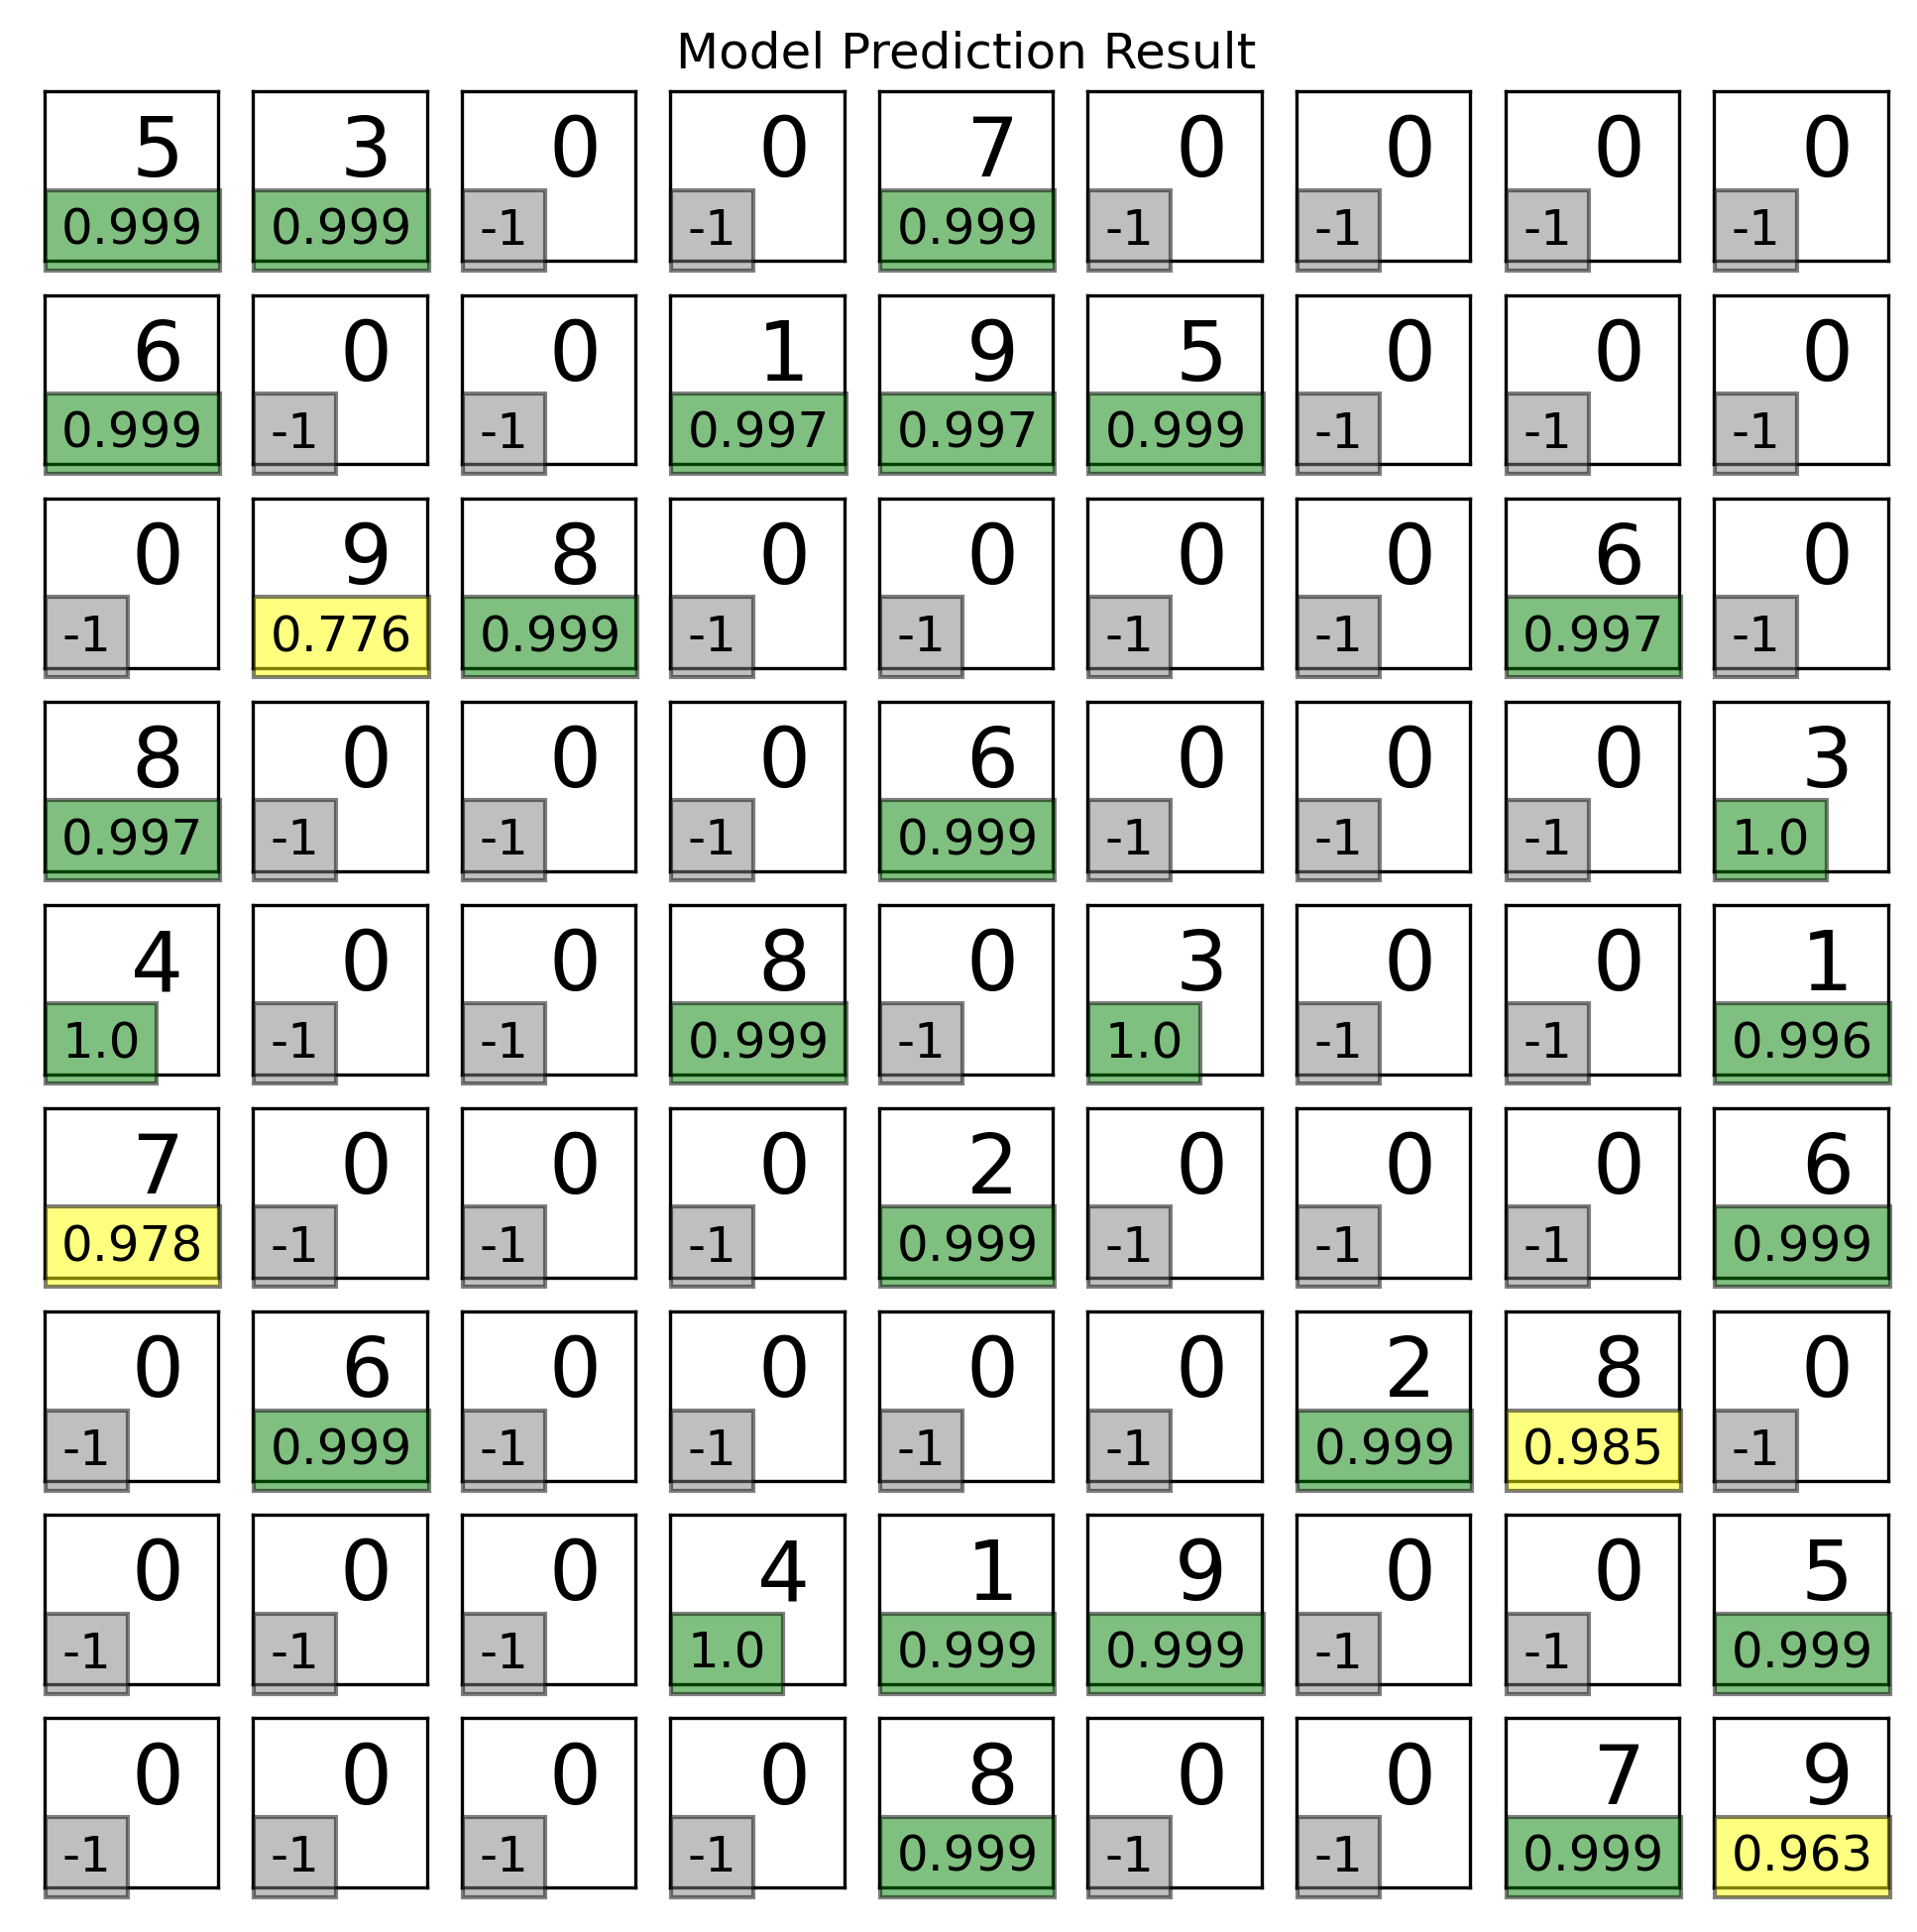 Model Prediction Result
5 3 0 0 7 0 0 0 0
0.999 0.999 -1 -1 0.999 -1 -1 -1 -1
6 0 0 1 9 5 0 0 0
0.999 -1 -1 0.997 0.997 0.999 -1 -1 -1
0 9 8 0 0 0 0 6 0
-1 0.776 0.999 -1 -1 -1 -1 0.997 -1
8 0 0 0 6 0 0 0 3
0.997 -1 -1 -1 0.999 -1 -1 -1 1.0
4 0 0 8 0 3 0 0 1
1.0 -1 -1 0.999 -1 1.0 -1 -1 0.996
7 0 0 0 2 0 0 0 6
0.978 -1 -1 -1 0.999 -1 -1 -1 0.999
0 6 0 0 0 0 2 8 0
-1 0.999 -1 -1 -1 -1 0.999 0.985 -1
0 0 0 4 1 9 0 0 5
-1 -1 -1 1.0 0.999 0.999 -1 -1 0.999
0 0 0 0 8 0 0 7 9
-1 -1 -1 -1 0.999 -1 -1 0.999 0.963